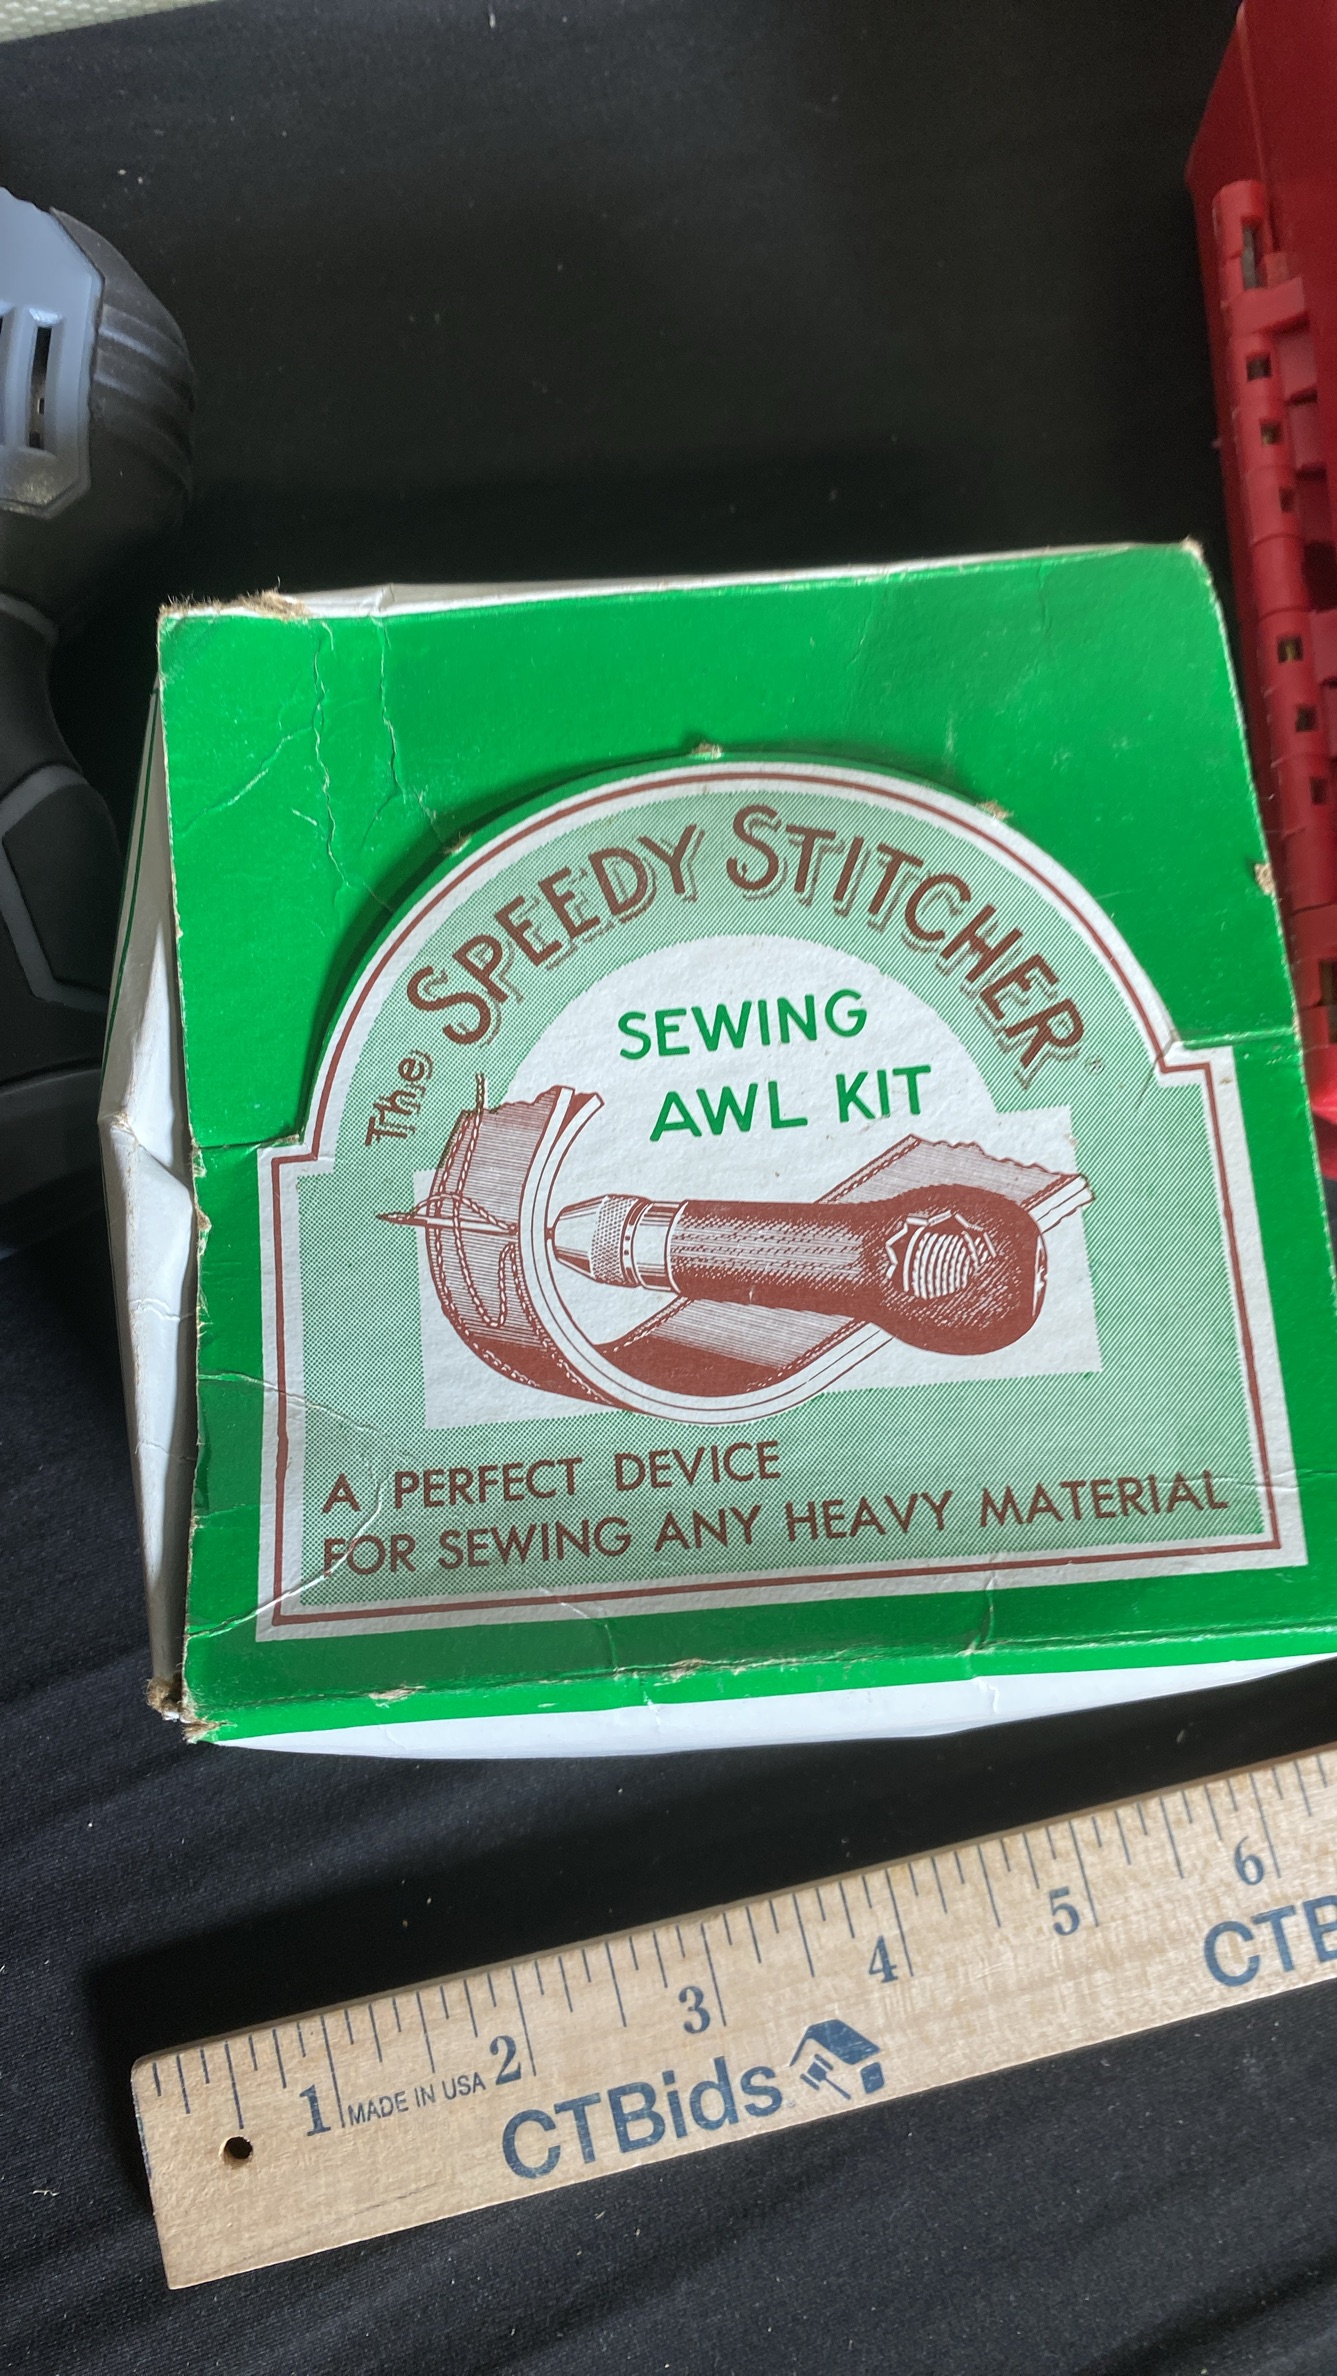 The SPEEDY STITCHER
SEWING
AWL KIT
A PERFECT DEVICE
FOR SEWING ANY HEAVY MATERIAL
1 2 3 4 5 6
MADE IN USA
CTBids
CTB